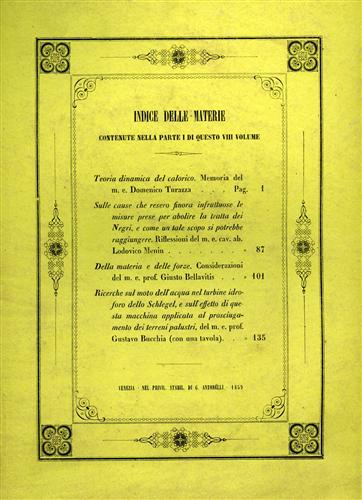 INDICE DELLE MATERIE
CONTENUTE NELLA PARTE I DI QUESTO VIII VOLUME
Teoria dinamica del calorico. Memoria del
m. e. Domenico Turazza . . . Pag. 1
Sulle cause che resero finora infruttuose le
misure prese per abolire la tratta dei
Negri, e come un tale scopo si potrebbe
raggiungere. Riflessioni del m. e. cav. ab.
Lodovico Menin . . . . . » 87
Della materia e delle forze. Considerazioni
del m. e. prof. Giusto Bellavitis . . » 101
Ricerche sul moto dell'acqua nel turbine idro-
foro dello Schlegel, e sull'effetto di que-
sta macchina applicata al prosciuga-
mento dei terreni palustri, del m. e. prof.
Gustavo Bucchia (con una tavola). . » 135
VENEZIA - NEL PRIVIL. STABIL. DI G. ANTONELLI - 1859